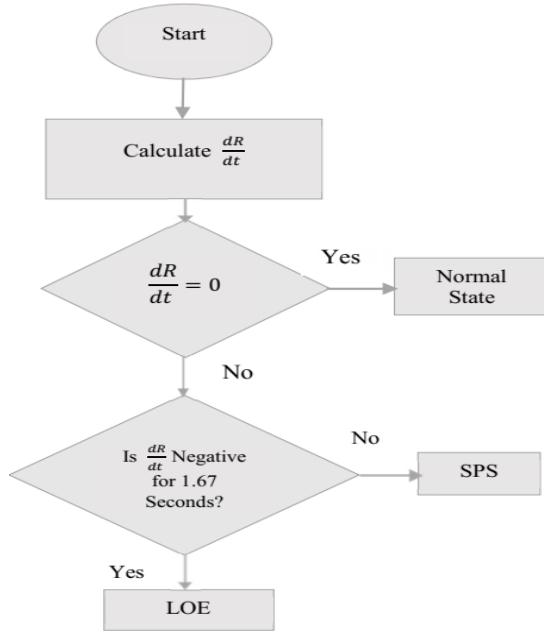 Start
Calculate dR/dt
dR/dt = 0
Yes
Normal
State
No
Is dR/dt Negative
for 1.67
Seconds?
No
SPS
Yes
LOE